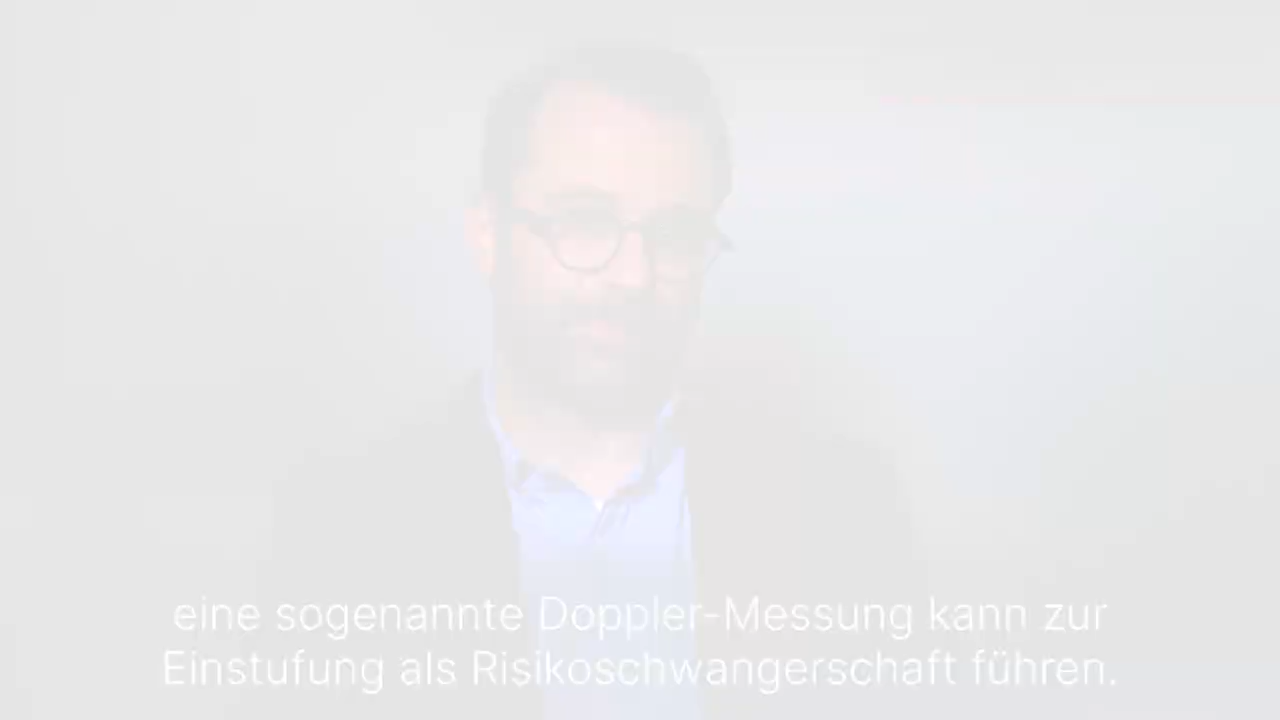 eine sogenannte Doppler-Messung kann zur
Einstufung als Risikoschwangerschaft führen.